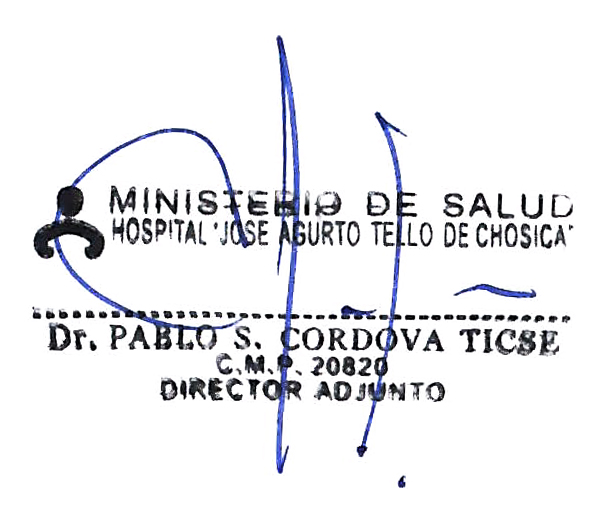 MINISTERIO DE SALUD
HOSPITAL "JOSE AGURTO TELLO DE CHOSICA"
Dr. PABLO S. CORDOVA TICSE
C.M.P. 20820
DIRECTOR ADJUNTO